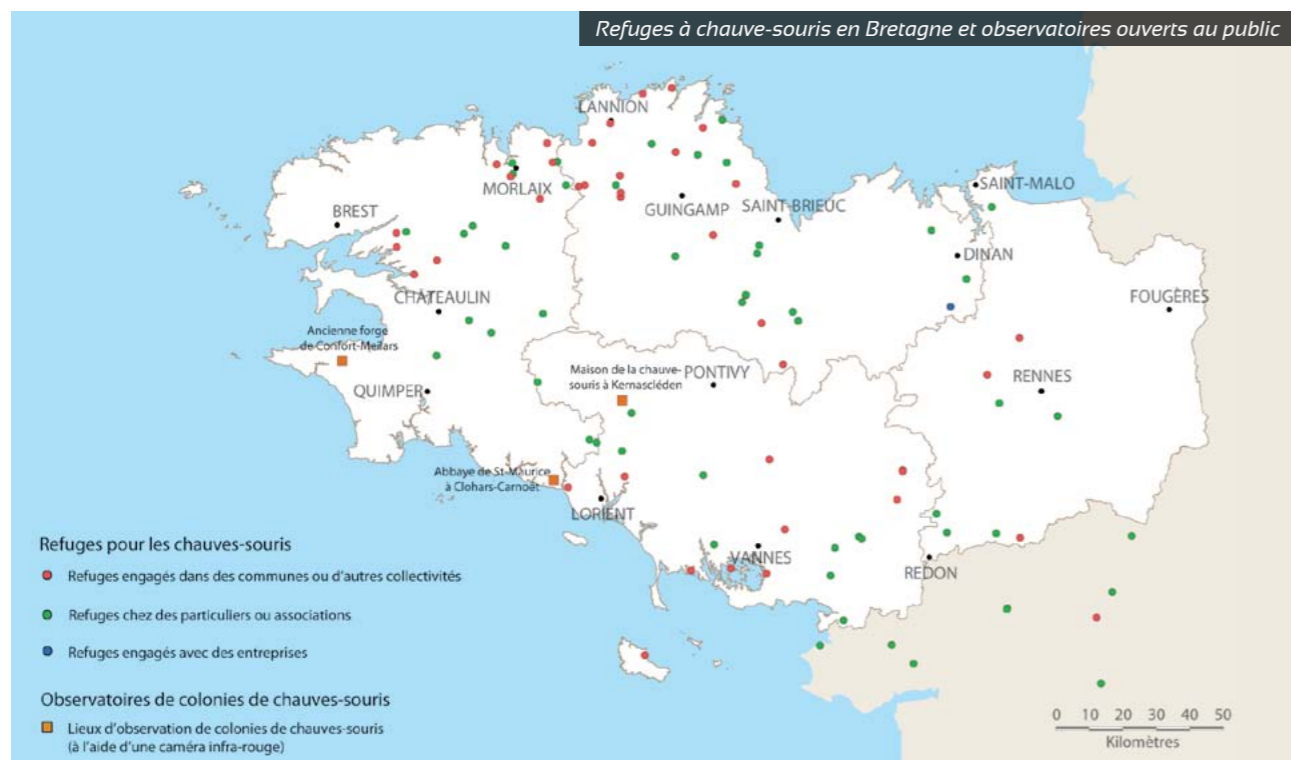 Refuges à chauve-souris en Bretagne et observatoires ouverts au public
LANNION
MORLAIX
SAINT-MALO
GUINGAMP
SAINT-BRIEUC
BREST
DINAN
CHÂTEAULIN
FOUGÈRES
Ancienne forge
de Confort-Meilars
Maison de la chauve-
souris à Kernascléden
PONTIVY
RENNES
QUIMPER
Abbaye de St-Maurice
à Clohars-Carnoët
LORIENT
VANNES
REDON
Refuges pour les chauves-souris
Refuges engagés dans des communes ou d'autres collectivités
Refuges chez des particuliers ou associations
Refuges engagés avec des entreprises
Observatoires de colonies de chauves-souris
Lieux d'observation de colonies de chauves-souris
(à l'aide d'une caméra infra-rouge)
0 10 20 30 40 50
Kilomètres